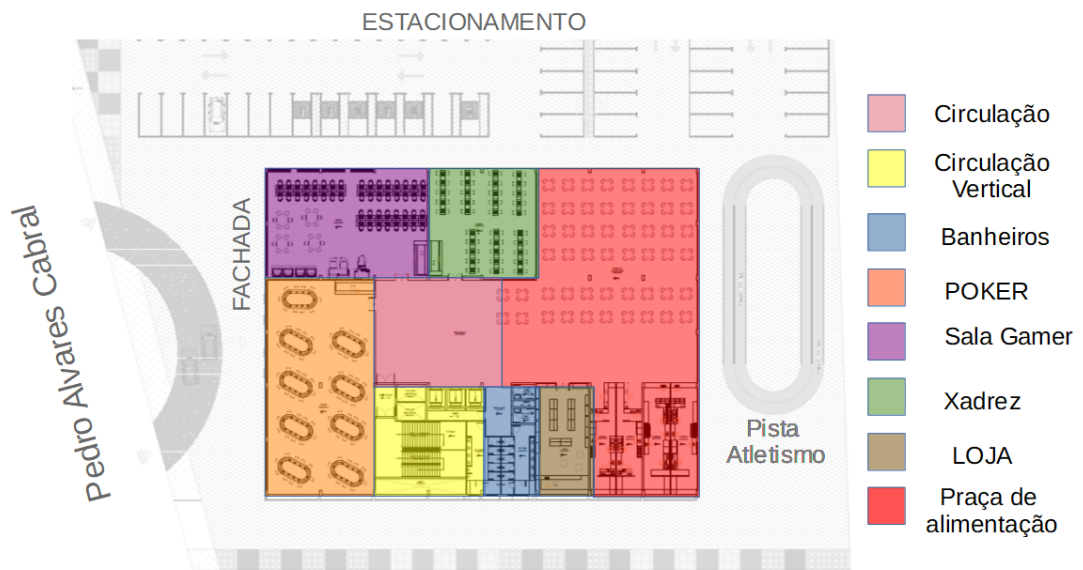 ESTACIONAMENTO
FACHADA
Pedro Alvares Cabral
Pista
Atletismo
Circulação
Circulação
Vertical
Banheiros
POKER
Sala Gamer
Xadrez
LOJA
Praça de
alimentação